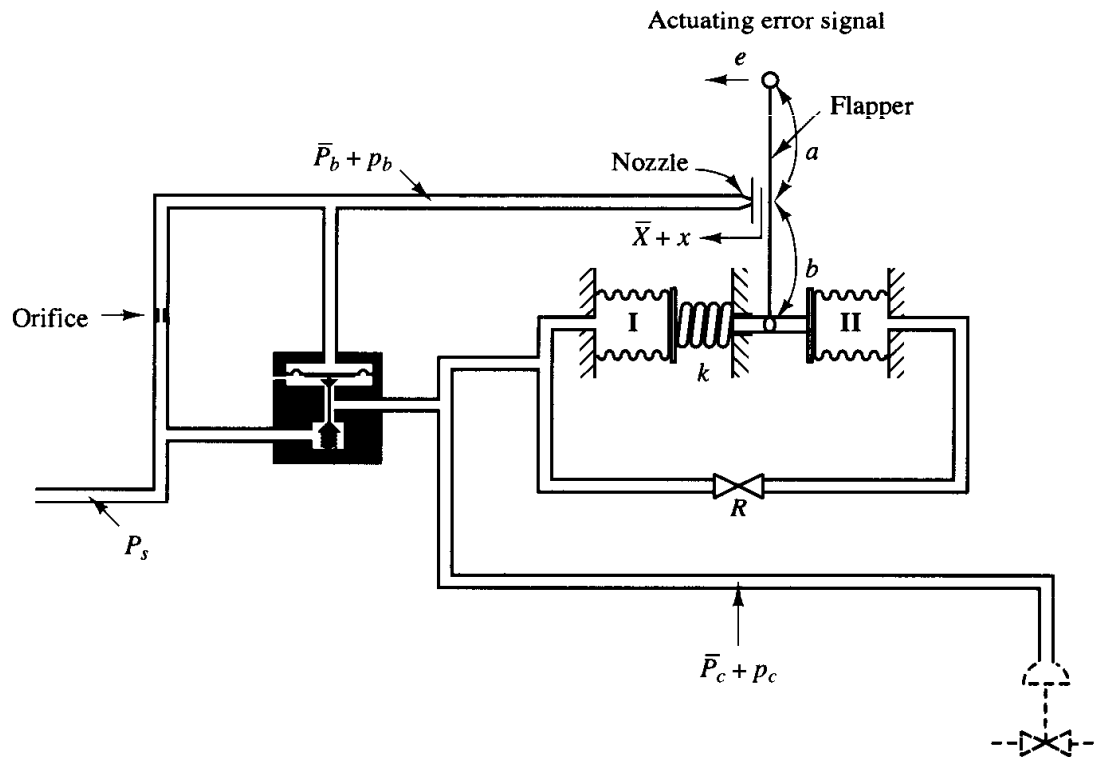 Actuating error signal
e
Flapper
a
P̅b + pb
Nozzle
X̅ + x
b
Orifice
I
II
k
R
Ps
P̅c + pc